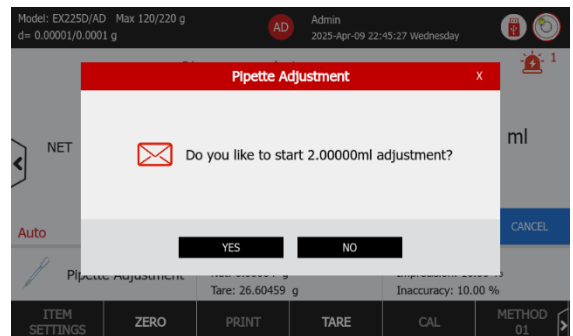 Model: EX225D/AD Max 120/220 g
d= 0.00001/0.0001 g
AD
Admin
2025-Apr-09 22:45:27 Wednesday
1
Pipette Adjustment X
NET
Do you like to start 2.00000ml adjustment?
ml
Auto
YES NO
CANCEL
Pipette Adjustment
Tare: 26.60459 g
Inaccuracy: 10.00 %
ITEM SETTINGS
ZERO
PRINT
TARE
CAL
METHOD 01